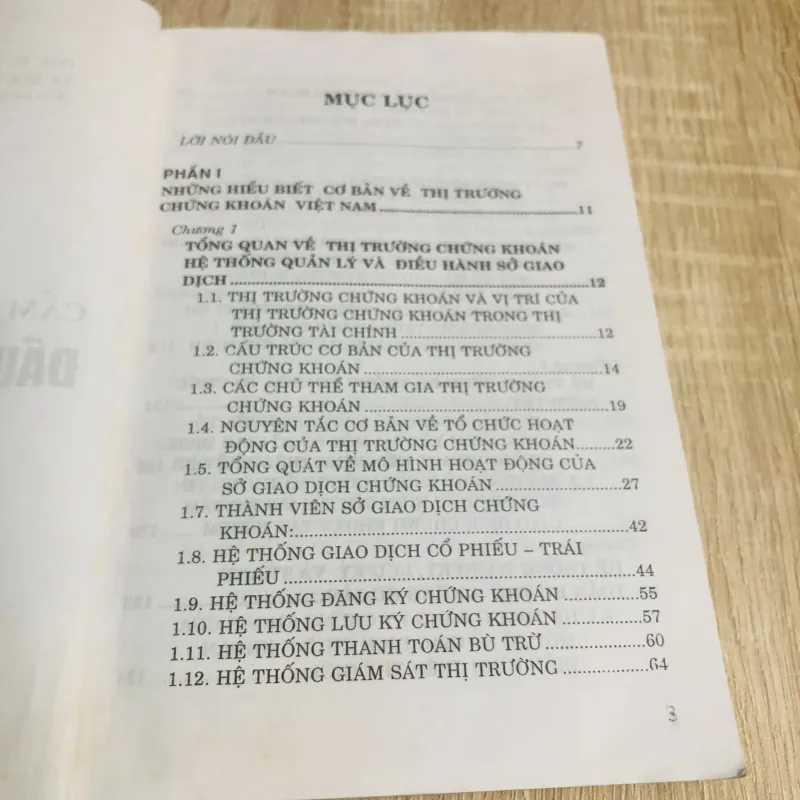 MỤC LỤC
LỜI NÓI ĐẦU 7
PHẦN I
NHỮNG HIỂU BIẾT CƠ BẢN VỀ THỊ TRƯỜNG
CHỨNG KHOÁN VIỆT NAM 11
Chương 1
TỔNG QUAN VỀ THỊ TRƯỜNG CHỨNG KHOÁN
HỆ THỐNG QUẢN LÝ VÀ ĐIỀU HÀNH SỞ GIAO
DỊCH 12
1.1. THỊ TRƯỜNG CHỨNG KHOÁN VÀ VỊ TRÍ CỦA
THỊ TRƯỜNG CHỨNG KHOÁN TRONG THỊ
TRƯỜNG TÀI CHÍNH 12
1.2. CẤU TRÚC CƠ BẢN CỦA THỊ TRƯỜNG
CHỨNG KHOÁN 14
1.3. CÁC CHỦ THỂ THAM GIA THỊ TRƯỜNG
CHỨNG KHOÁN 19
1.4. NGUYÊN TẮC CƠ BẢN VỀ TỔ CHỨC HOẠT
ĐỘNG CỦA THỊ TRƯỜNG CHỨNG KHOÁN 22
1.5. TỔNG QUÁT VỀ MÔ HÌNH HOẠT ĐỘNG CỦA
SỞ GIAO DỊCH CHỨNG KHOÁN 27
1.7. THÀNH VIÊN SỞ GIAO DỊCH CHỨNG
KHOÁN: 42
1.8. HỆ THỐNG GIAO DỊCH CỔ PHIẾU – TRÁI
PHIẾU 44
1.9. HỆ THỐNG ĐĂNG KÝ CHỨNG KHOÁN 55
1.10. HỆ THỐNG LƯU KÝ CHỨNG KHOÁN 57
1.11. HỆ THỐNG THANH TOÁN BÙ TRỪ 60
1.12. HỆ THỐNG GIÁM SÁT THỊ TRƯỜNG 64
3